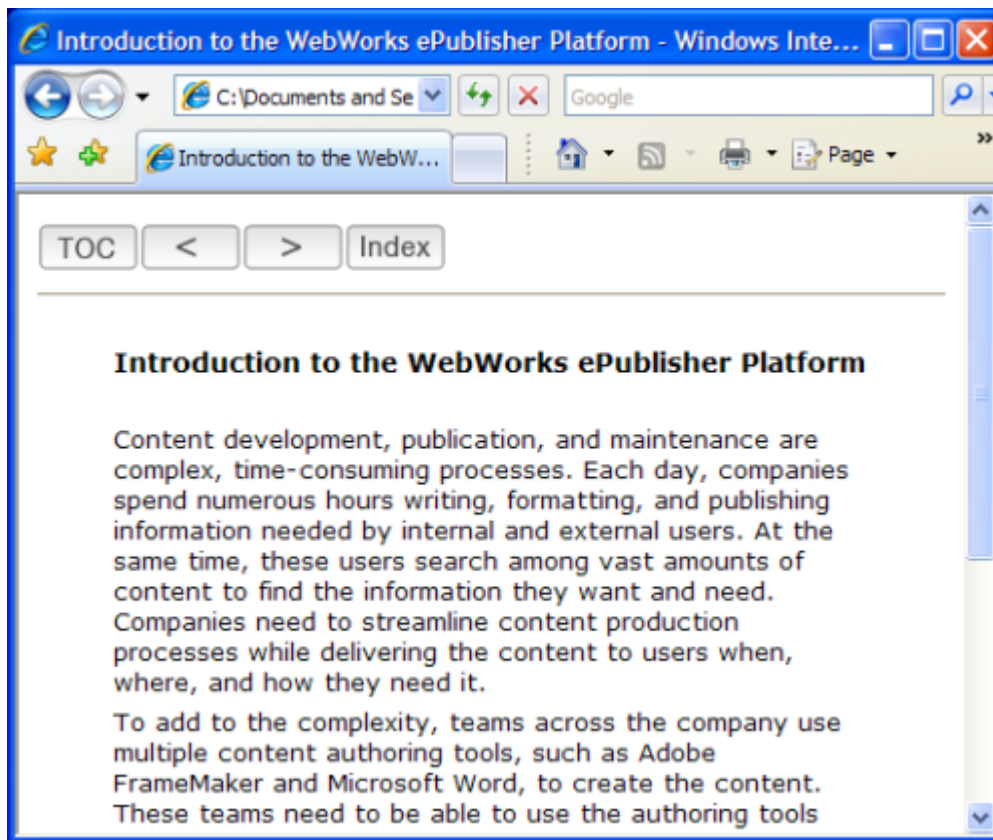 Introduction to the WebWorks ePublisher Platform - Windows Inte...
C:\Documents and Se
Google
Introduction to the WebW...
Page
»
TOC < > Index
Introduction to the WebWorks ePublisher Platform
Content development, publication, and maintenance are
complex, time-consuming processes. Each day, companies
spend numerous hours writing, formatting, and publishing
information needed by internal and external users. At the
same time, these users search among vast amounts of
content to find the information they want and need.
Companies need to streamline content production
processes while delivering the content to users when,
where, and how they need it.
To add to the complexity, teams across the company use
multiple content authoring tools, such as Adobe
FrameMaker and Microsoft Word, to create the content.
These teams need to be able to use the authoring tools